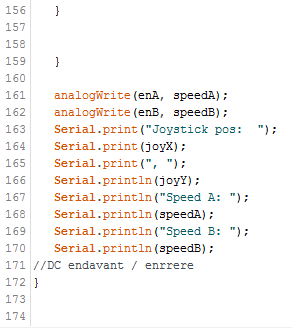 156 }
157
158
159 }
160
161 analogWrite(enA, speedA);
162 analogWrite(enB, speedB);
163 Serial.print("Joystick pos:  ");
164 Serial.print(joyX);
165 Serial.print(", ");
166 Serial.println(joyY);
167 Serial.println("Speed A: ");
168 Serial.println(speedA);
169 Serial.println("Speed B: ");
170 Serial.println(speedB);
171 //DC endavant / enrrere
172 }
173
174